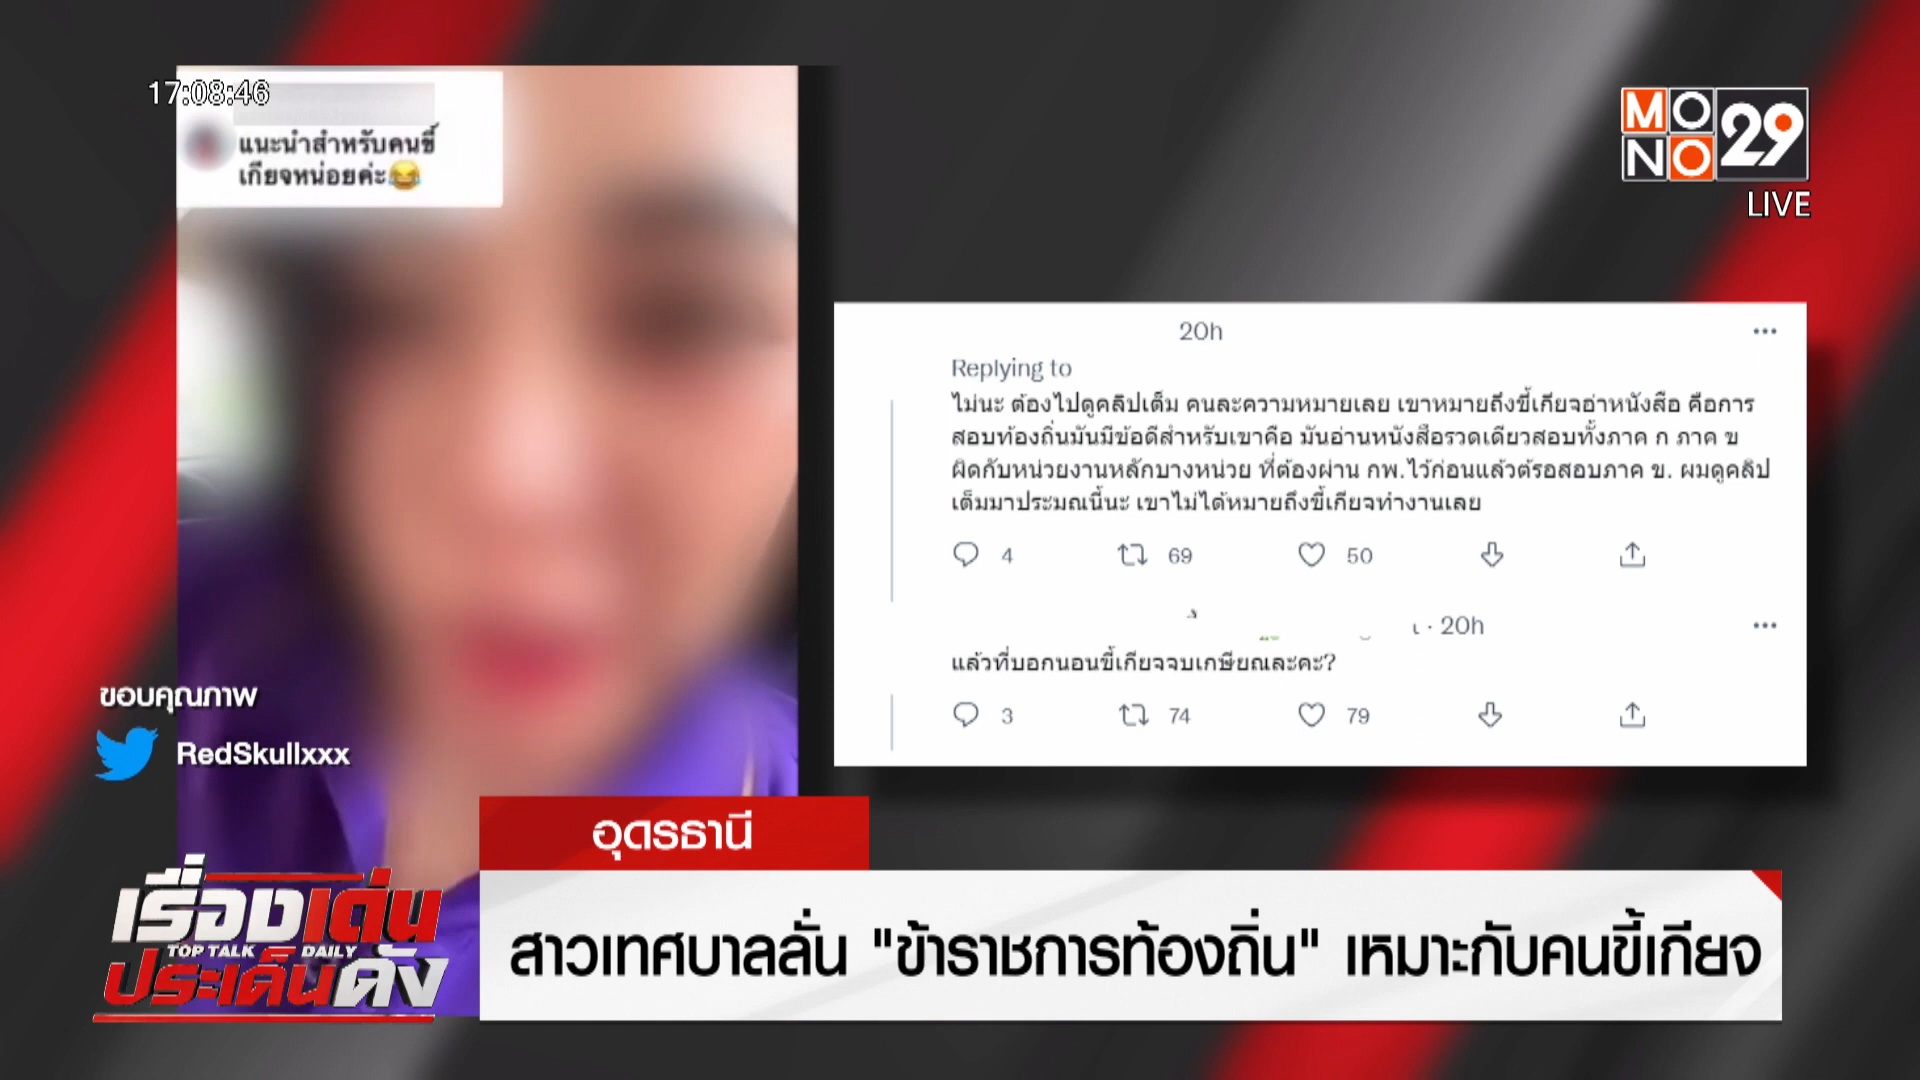 17:08:46
แนะนำสำหรับคนขี้
เกียจหน่อยค่ะ😂
MONO 29
LIVE
20h
Replying to
ไม่นะ ต้องไปดูคลิปเต็ม คนละความหมายเลย เขาหมายถึงขี้เกียจอ่าหนังสือ คือการ
สอบท้องถิ่นมันมีข้อดีสำหรับเขาคือ มันอ่านหนังสือรวดเดียวสอบทั้งภาค ก ภาค ข
ผิดกับหน่วยงานหลักบางหน่วย ที่ต้องผ่าน กพ.ไว้ก่อนแล้วต้รอสอบภาค ข. ผมดูคลิป
เต็มมาประมณนี้นะ เขาไม่ได้หมายถึงขี้เกียจทำงานเลย
4 69 50
· 20h
แล้วที่บอกนอนขี้เกียจจบเกษียณละคะ?
3 74 79
ขอบคุณภาพ
RedSkullxxx
อุดรธานี
เรื่องเด่น
TOP TALK DAILY
ประเด็นดัง
สาวเทศบาลลั่น "ข้าราชการท้องถิ่น" เหมาะกับคนขี้เกียจ